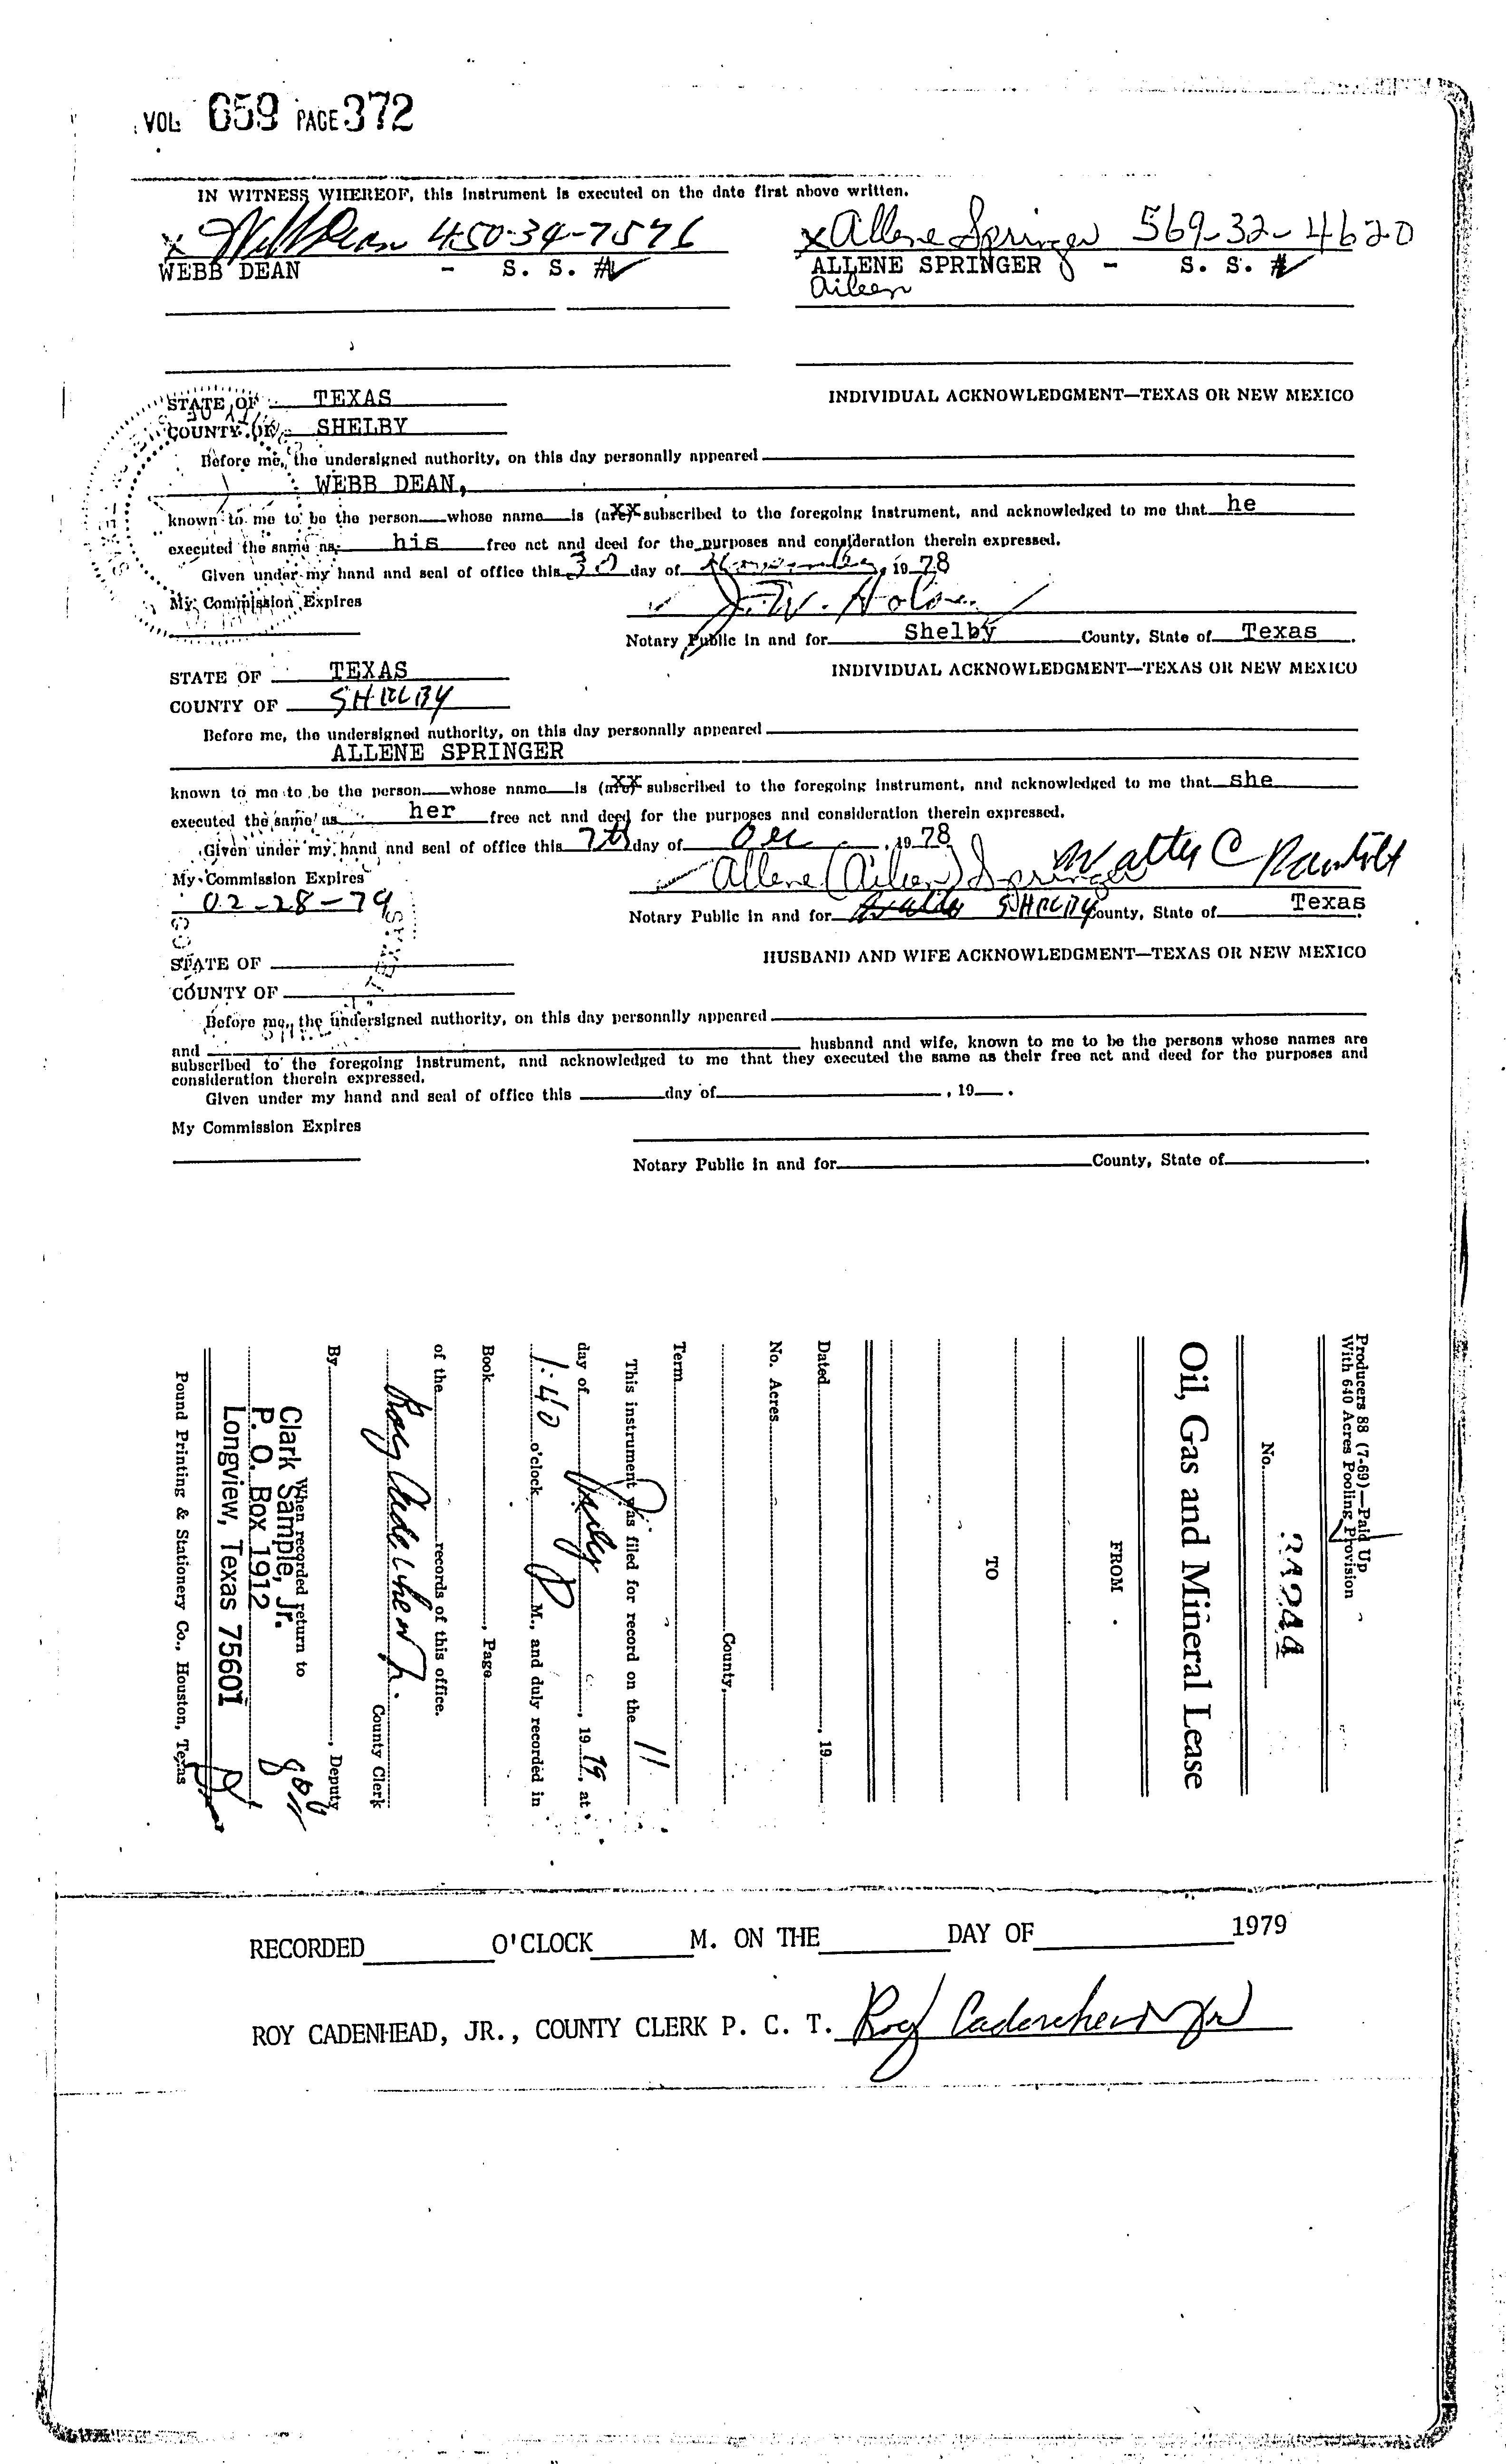 VOL 659 PAGE 372
IN WITNESS WHEREOF, this instrument is executed on the date first above written.
x Webb Dean 450-34-7576 x Allene Springer 569-32-4620
WEBB DEAN - S. S. # ALLENE SPRINGER - S. S. #
Aileen
STATE OF TEXAS INDIVIDUAL ACKNOWLEDGMENT—TEXAS OR NEW MEXICO
COUNTY OF SHELBY
Before me, the undersigned authority, on this day personally appeared
WEBB DEAN,
known to me to be the person whose name is (are) xx subscribed to the foregoing instrument, and acknowledged to me that he
executed the same as his free act and deed for the purposes and consideration therein expressed.
Given under my hand and seal of office this 30 day of November, 1978
My Commission Expires
Notary Public in and for Shelby County, State of Texas.
STATE OF TEXAS INDIVIDUAL ACKNOWLEDGMENT—TEXAS OR NEW MEXICO
COUNTY OF SHELBY
Before me, the undersigned authority, on this day personally appeared
ALLENE SPRINGER
known to me to be the person whose name is (are) xx subscribed to the foregoing instrument, and acknowledged to me that she
executed the same as her free act and deed for the purposes and consideration therein expressed.
Given under my hand and seal of office this 7th day of Dec, 1978
My Commission Expires Allene (Aileen) Springer Walter C
02-28-79
Notary Public in and for SHELBY County, State of Texas
STATE OF HUSBAND AND WIFE ACKNOWLEDGMENT—TEXAS OR NEW MEXICO
COUNTY OF
Before me, the undersigned authority, on this day personally appeared
and husband and wife, known to me to be the persons whose names are
subscribed to the foregoing instrument, and acknowledged to me that they executed the same as their free act and deed for the purposes and
consideration therein expressed.
Given under my hand and seal of office this day of , 19 .
My Commission Expires
Notary Public in and for County, State of .
Producers 88 (7-69)—Paid Up
With 640 Acres Pooling Provision
No.
Oil, Gas and Mineral Lease
FROM
TO
Dated , 19
No. Acres
County,
Term
This instrument was filed for record on the 11
day of July , 1979, at
1:40 o'clock P M., and duly recorded in
Book , Page
of the records of this office.
Roy Cadenhead Jr.
County Clerk
By , Deputy
When recorded return to
Clark Sample, Jr.
P. O. Box 1912
Longview, Texas 75601
Pound Printing & Stationery Co., Houston, Texas
RECORDED O'CLOCK M. ON THE DAY OF 1979
ROY CADENHEAD, JR., COUNTY CLERK P. C. T. Roy Cadenhead Jr